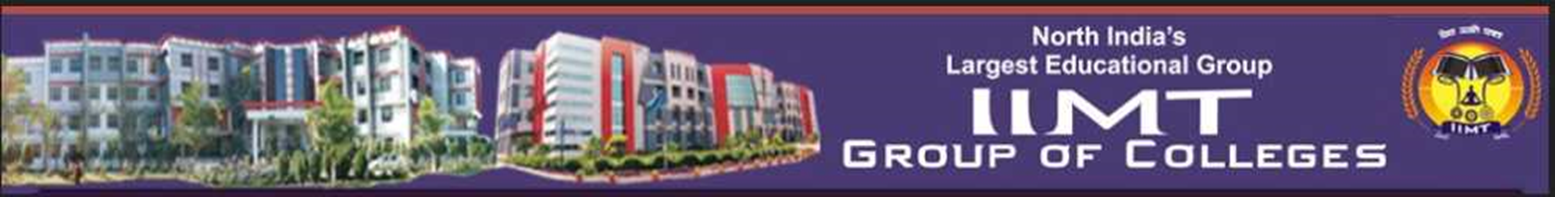 North India's
Largest Educational Group
IIMT
GROUP OF COLLEGES
IIMT